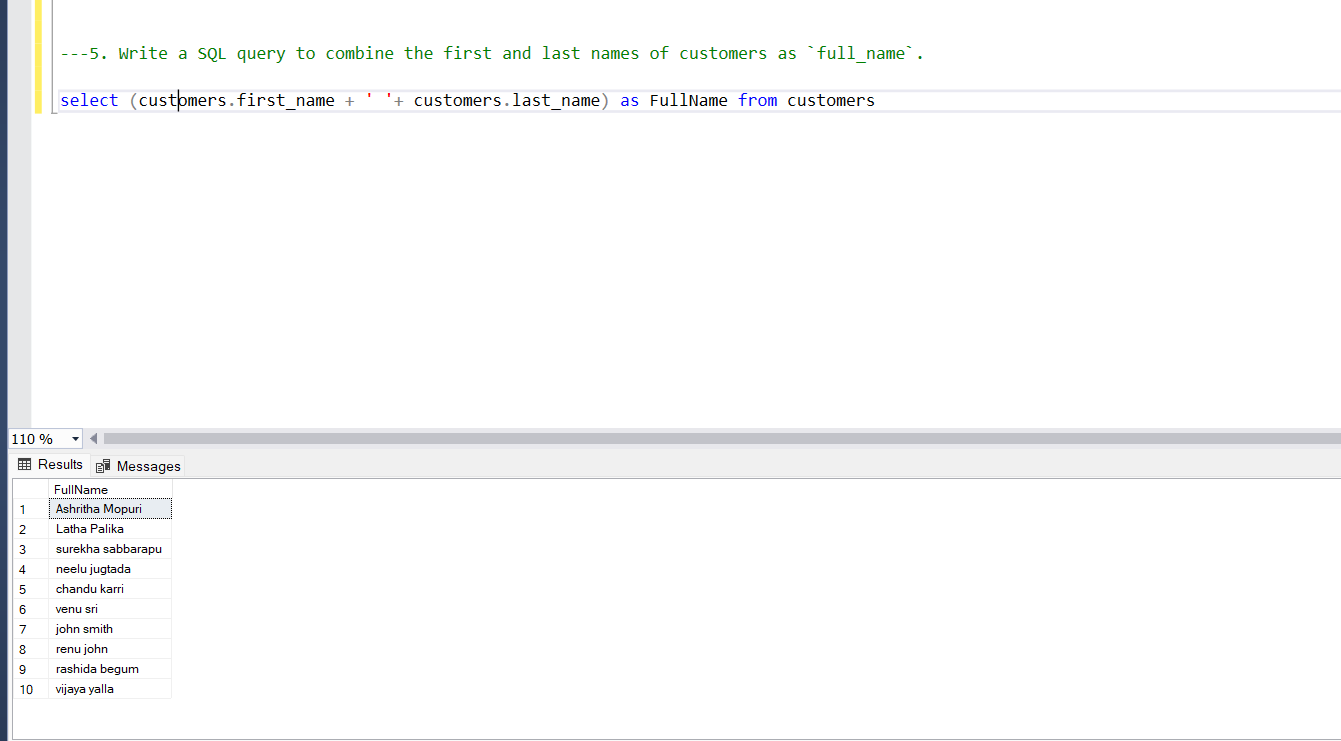 ---5. Write a SQL query to combine the first and last names of customers as `full_name`.
select (customers.first_name + ' '+ customers.last_name) as FullName from customers
110 %
Results Messages
FullName
1 Ashritha Mopuri
2 Latha Palika
3 surekha sabbarapu
4 neelu jugtada
5 chandu karri
6 venu sri
7 john smith
8 renu john
9 rashida begum
10 vijaya yalla